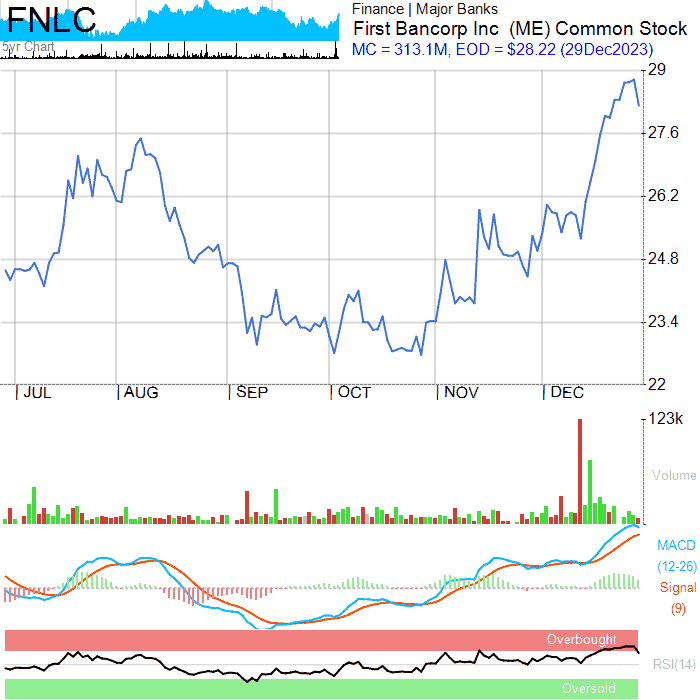 FNLC
5yr Chart
Finance | Major Banks
First Bancorp Inc (ME) Common Stock
MC = 313.1M, EOD = $28.22 (29Dec2023)
29
27.6
26.2
24.8
23.4
22
JUL AUG SEP OCT NOV DEC
123k
Volume
MACD
(12-26)
Signal
(9)
Overbought
RSI(14)
Oversold